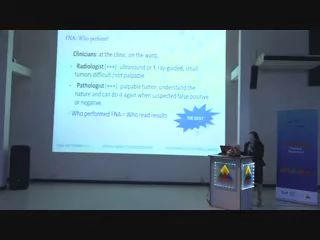 FNA: Who perform?
Clinicians: at the clinic, on the ward,
- Radiologist (+++) ultrasound or X ray-guided, small
tumors difficult /not palpable
- Pathologist (+++) palpable tumor understand the
nature and can do it again when suspected false positive
or negative.
- Who performed FNA = Who read results
THE BEST